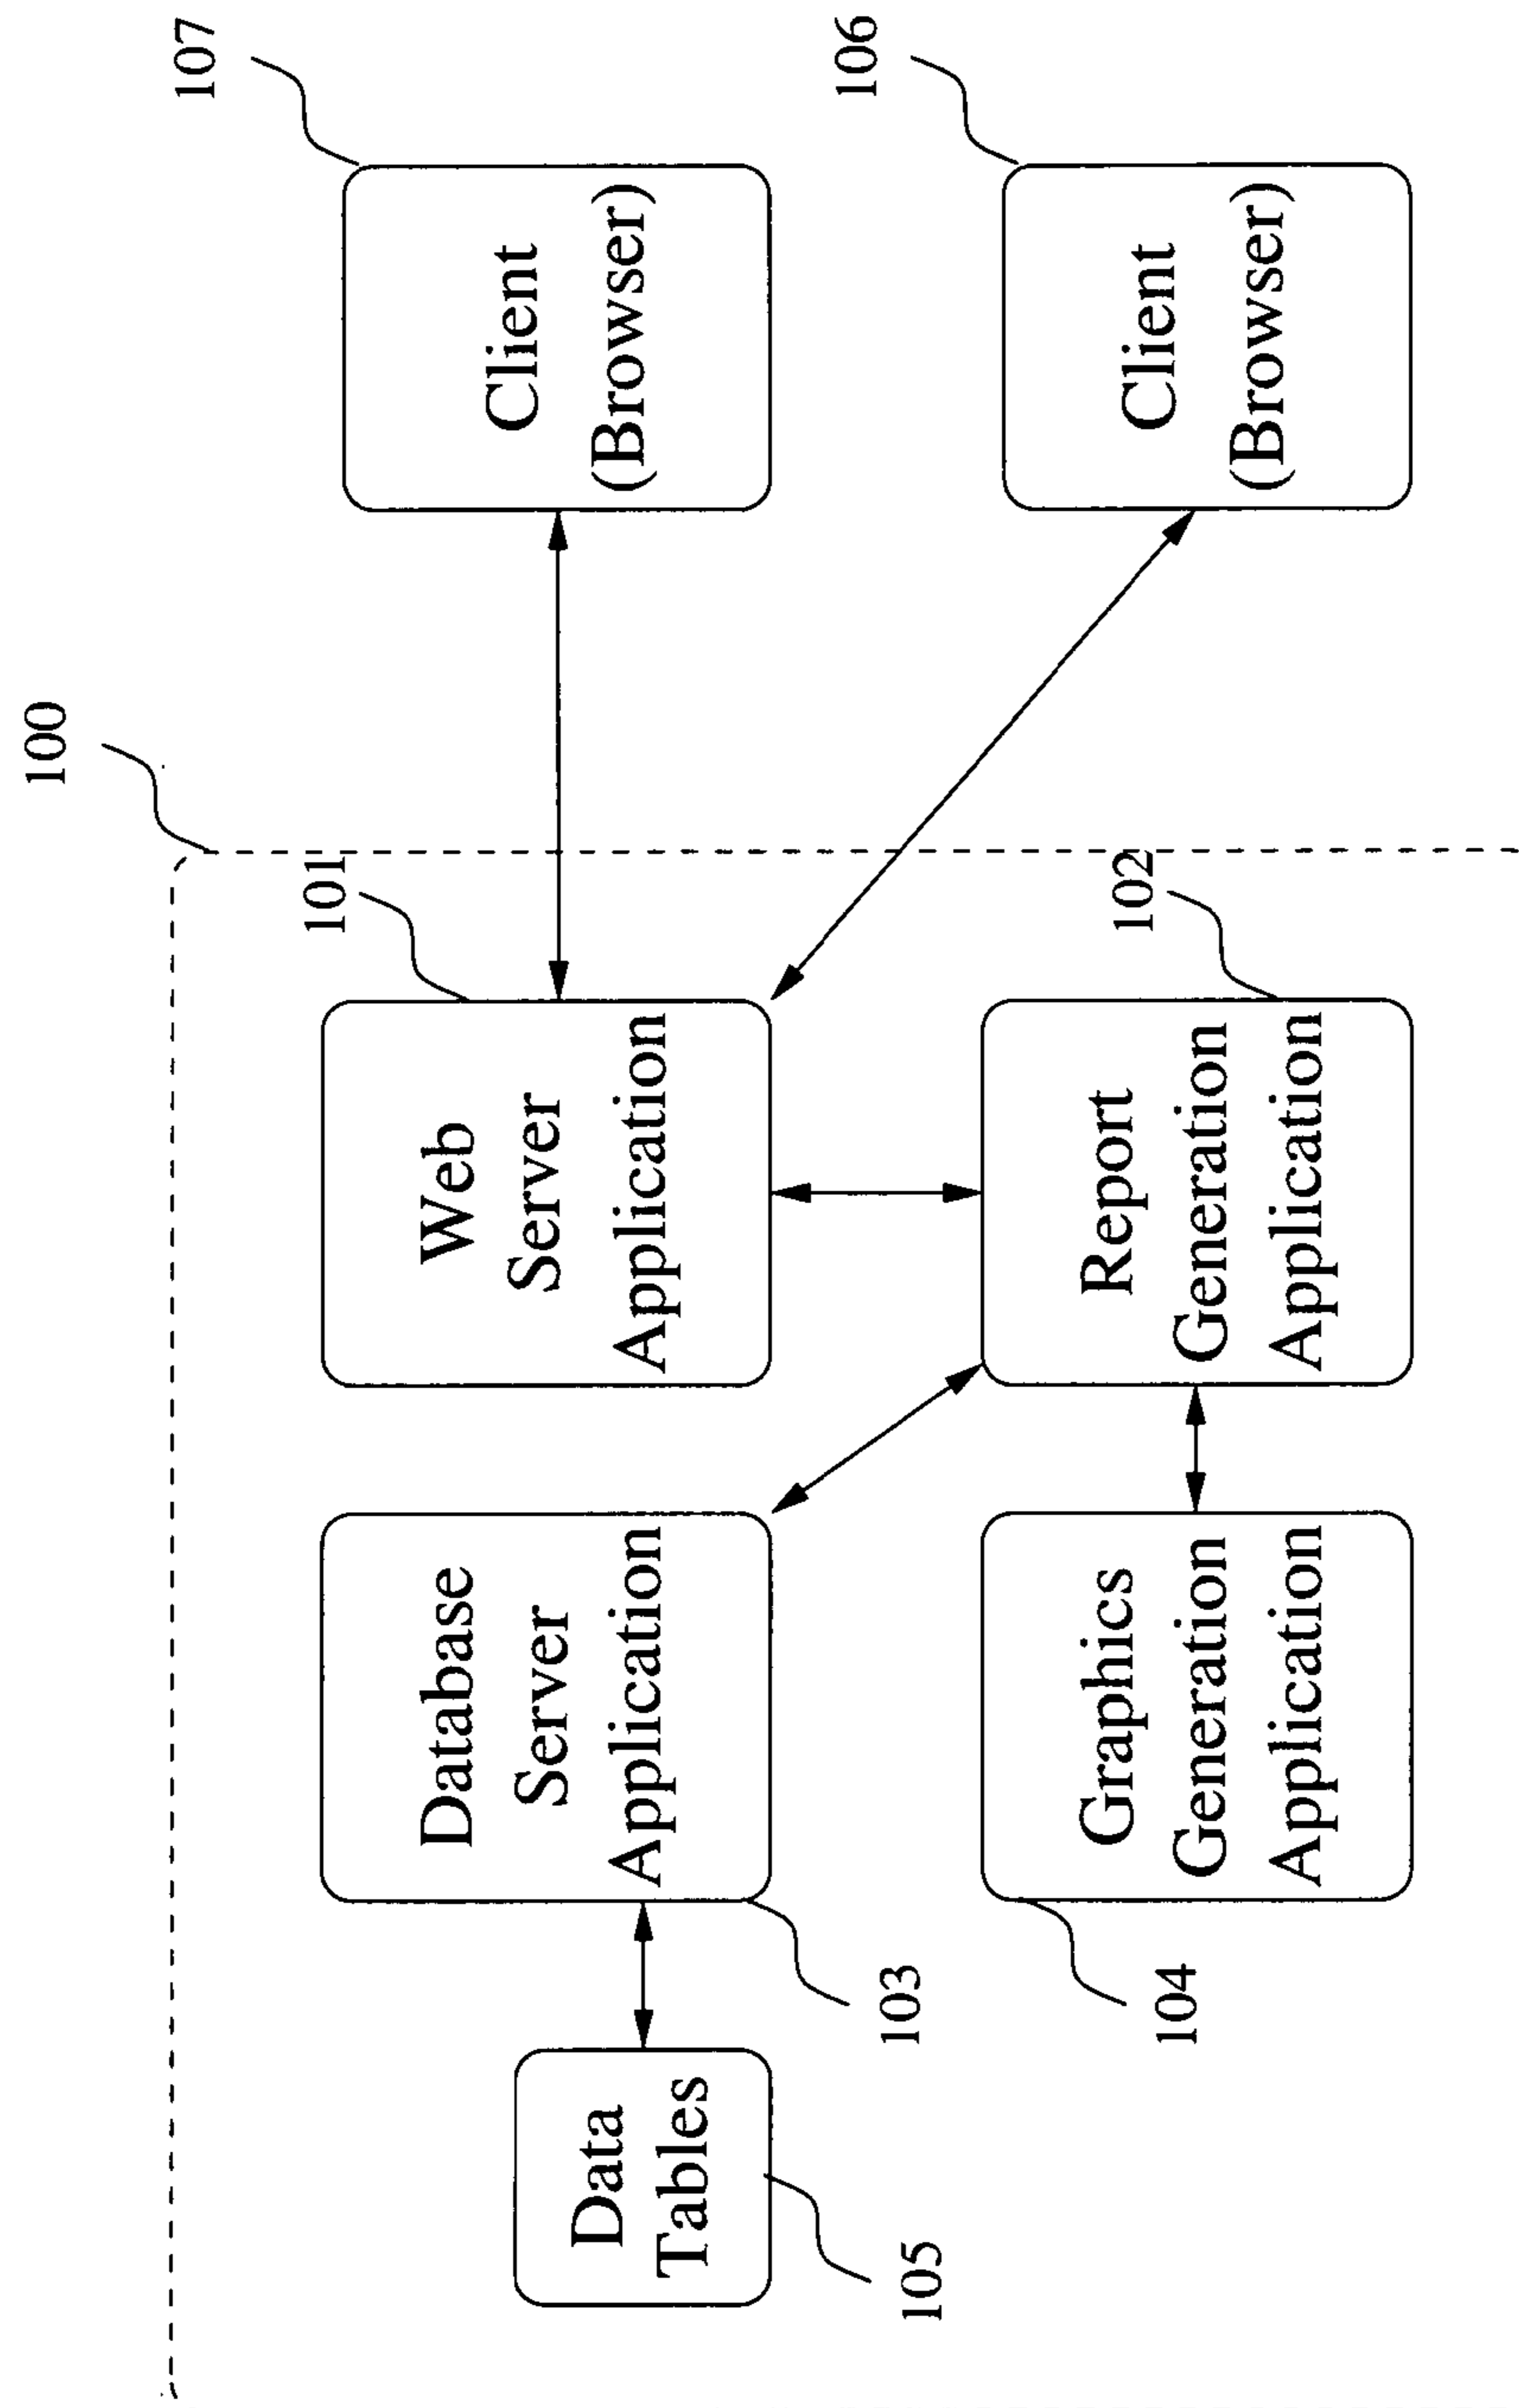 100
107
Client
(Browser)
106
Client
(Browser)
101
Web
Server
Application
102
Report
Generation
Application
Database
Server
Application
103
Graphics
Generation
Application
104
Data
Tables
105